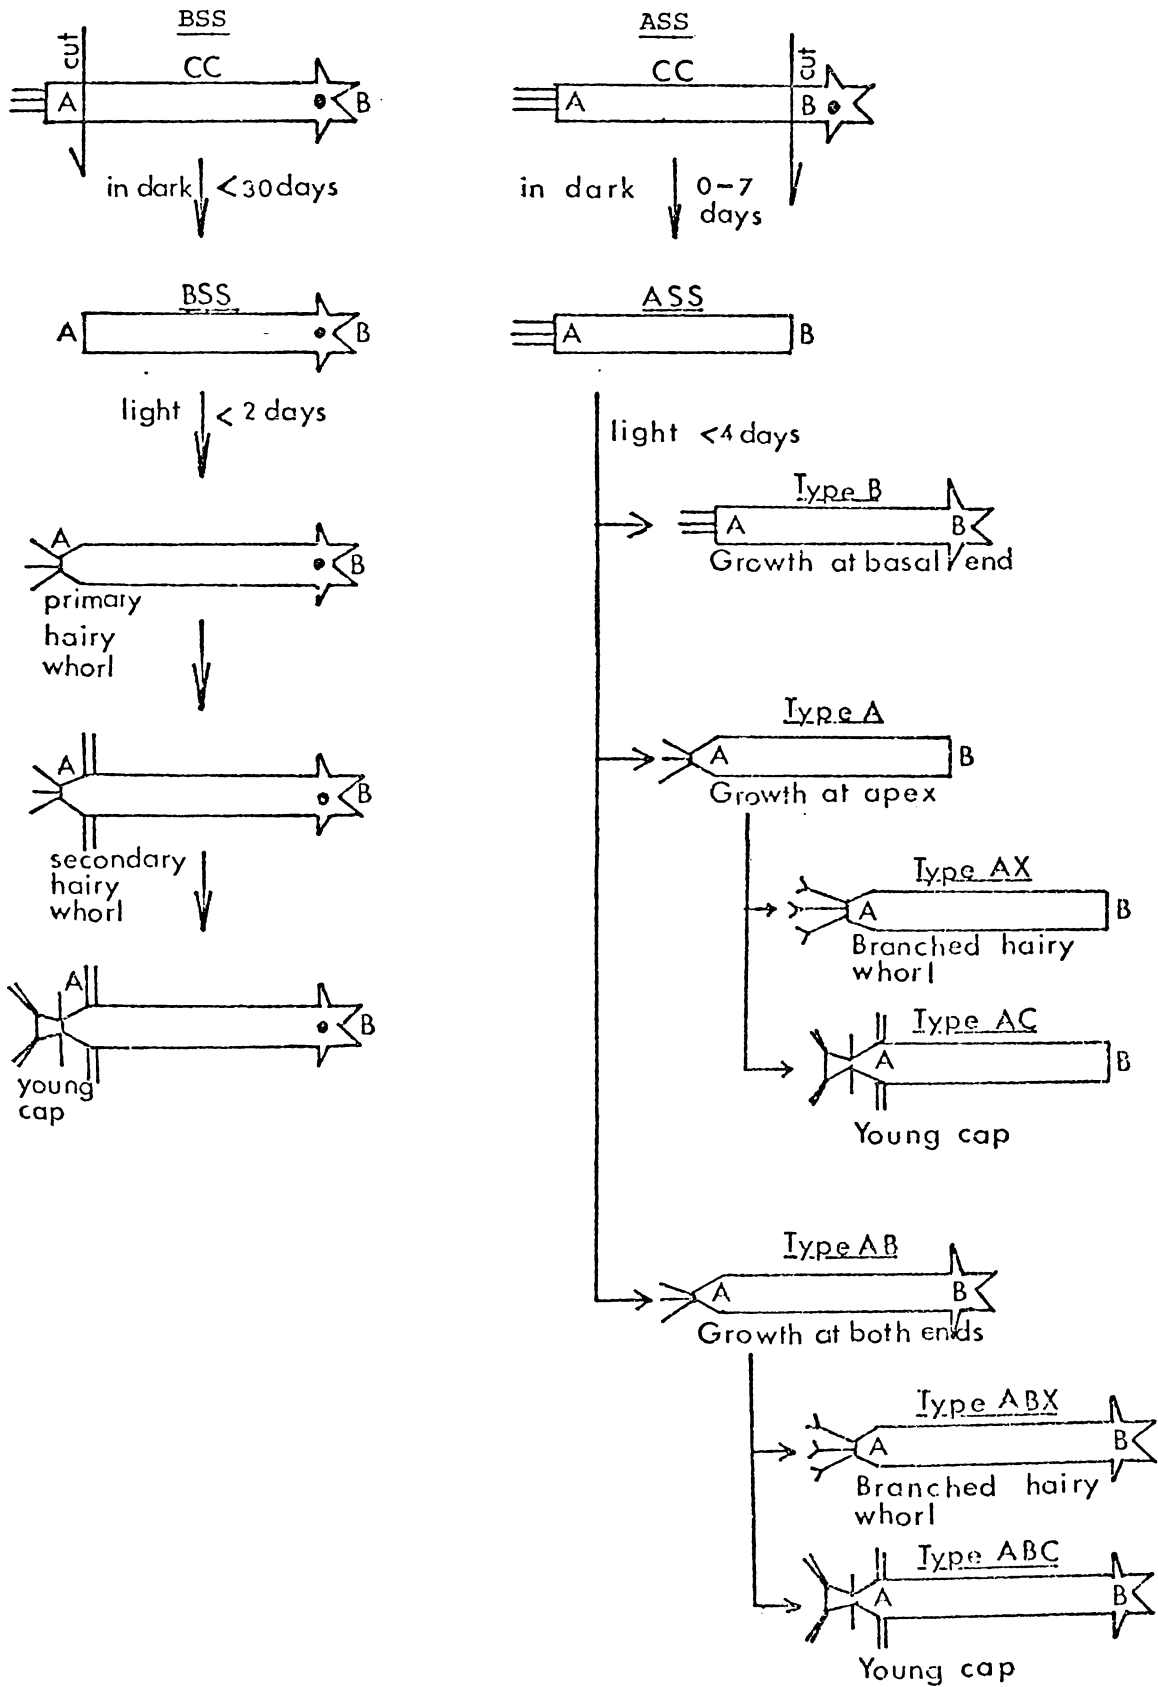 BSS
cut
CC
A
B
in dark
<30days
BSS
A
B
light
< 2 days
A
B
primary
hairy
whorl
A
B
secondary
hairy
whorl
A
B
young
cap
ASS
CC
cut
A
B
in dark
0-7
days
ASS
A
B
light <4 days
Type B
A
B
Growth at basal end
Type A
A
B
Growth at apex
Type AX
A
B
Branched hairy
whorl
Type AC
A
B
Young cap
Type AB
A
B
Growth at both ends
Type ABX
A
B
Branched hairy
whorl
Type ABC
A
B
Young cap